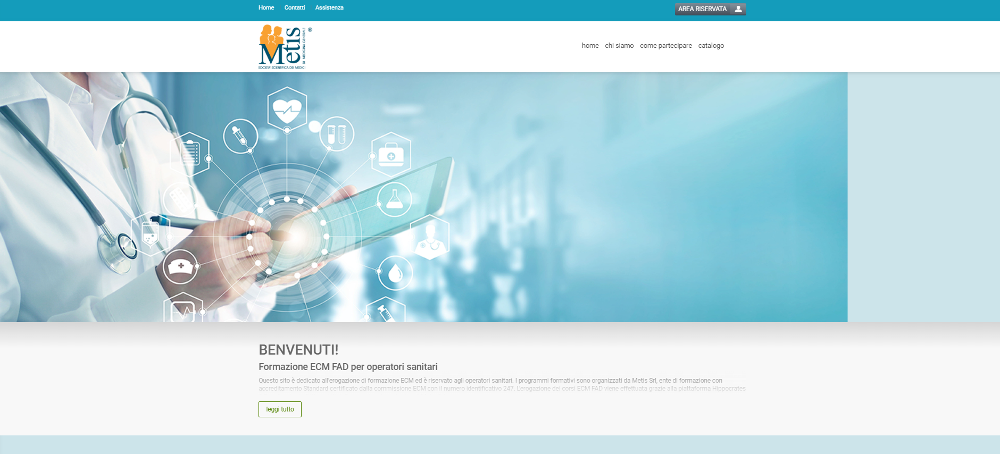 Home Contatti Assistenza
AREA RISERVATA
Metis ®
DI MEDICINA GENERALE
SOCIETA' SCIENTIFICA DEI MEDICI
home chi siamo come partecipare catalogo
BENVENUTI!
Formazione ECM FAD per operatori sanitari
Questo sito è dedicato all'erogazione di formazione ECM ed è riservato agli operatori sanitari. I programmi formativi sono organizzati da Metis Srl, ente di formazione con
accreditamento Standard certificato dalla commissione ECM con il numero identificativo 247. L'erogazione dei corsi ECM FAD viene effettuata grazie alla piattaforma Hippocrates
leggi tutto